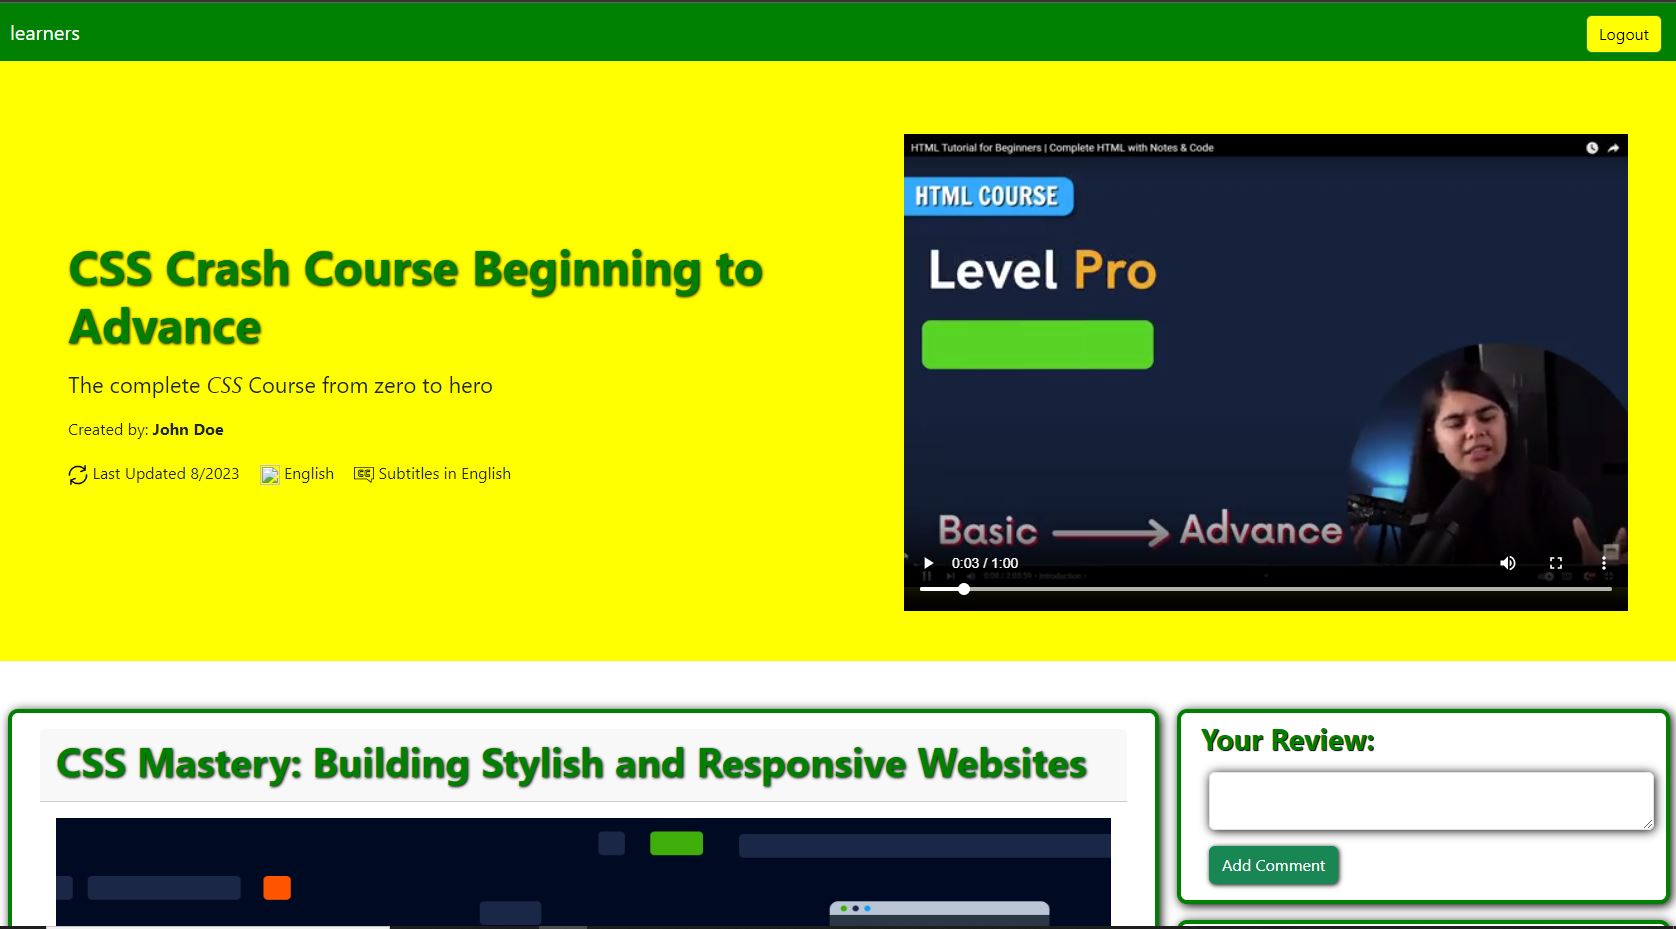 learners
Logout
CSS Crash Course Beginning to
Advance
The complete CSS Course from zero to hero
Created by: John Doe
Last Updated 8/2023 English Subtitles in English
HTML Tutorial for Beginners | Complete HTML with Notes & Code
HTML COURSE
Level Pro
Basic Advance
0:03 / 1:00
CSS Mastery: Building Stylish and Responsive Websites
Your Review:
Add Comment